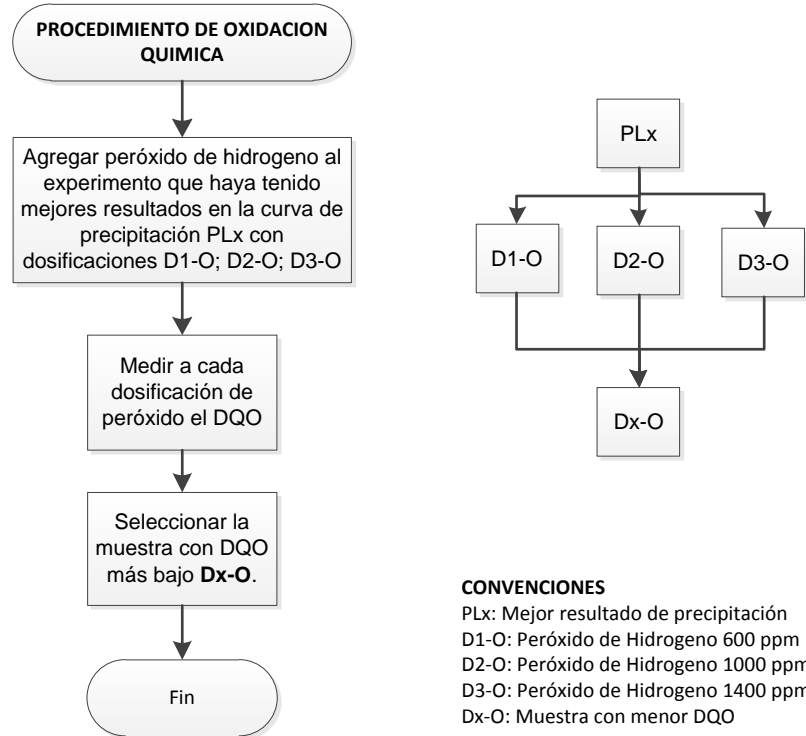 PROCEDIMIENTO DE OXIDACION
QUIMICA
Agregar peróxido de hidrogeno al
experimento que haya tenido
mejores resultados en la curva de
precipitación PLx con
dosificaciones D1-O; D2-O; D3-O
Medir a cada
dosificación de
peróxido el DQO
Seleccionar la
muestra con DQO
más bajo Dx-O.
Fin
PLx
D1-O
D2-O
D3-O
Dx-O
CONVENCIONES
PLx: Mejor resultado de precipitación
D1-O: Peróxido de Hidrogeno 600 ppm
D2-O: Peróxido de Hidrogeno 1000 ppm
D3-O: Peróxido de Hidrogeno 1400 ppm
Dx-O: Muestra con menor DQO